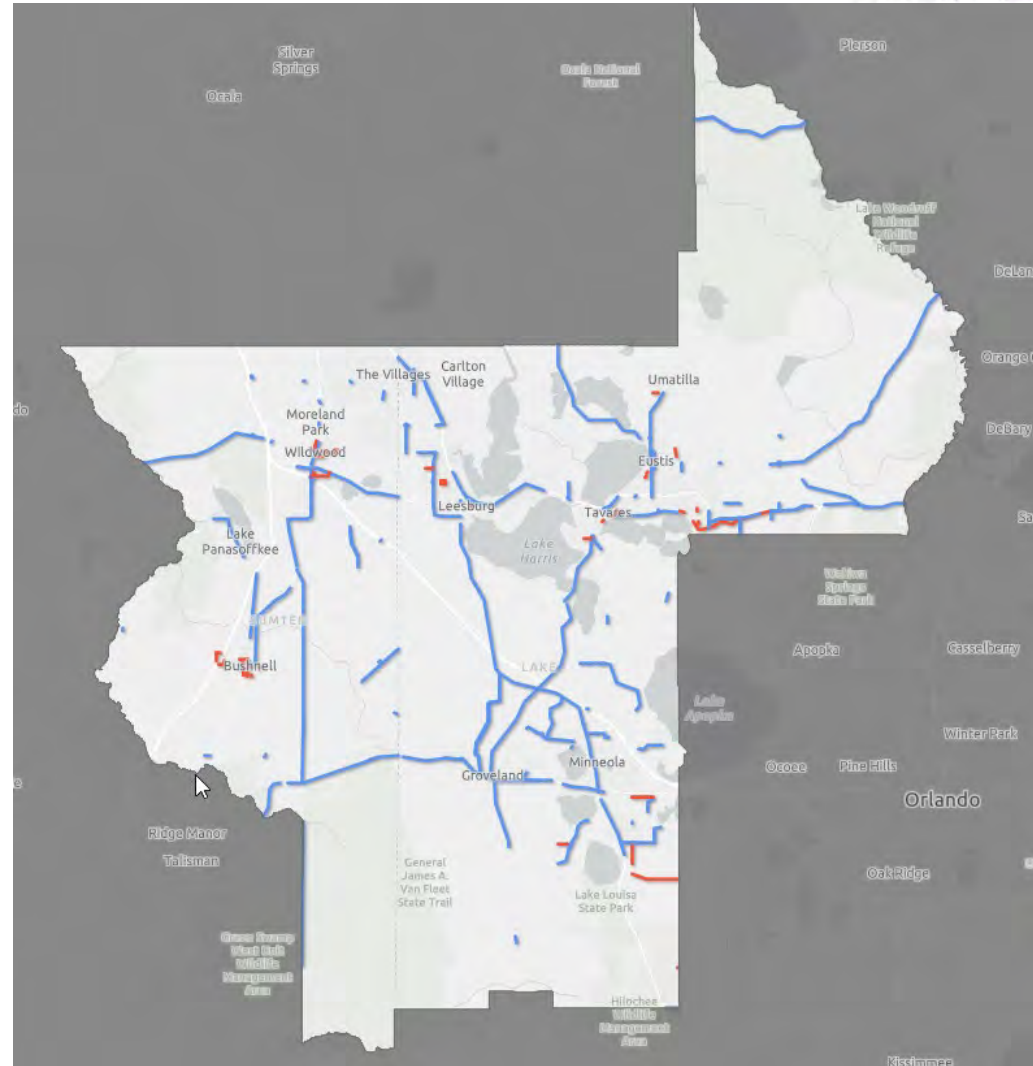 Pierson
Silver
Springs
Ocala National
Forest
Ocala
Lake Woodruff
National
Wildlife
Refuge
DeLan
Orange C
The Villages
Carlton
Village
Umatilla
Moreland
Park
DeBary
Wildwood
Eustis
Leesburg
Tavares
Sa
Lake
Panasoffkee
Lake
Harris
Wekiwa
Springs
State Park
SUMTER
Apopka
Casselberry
Bushnell
LAKE
Lake
Apopka
Winter Park
Minneola
Ocoee
Pine Hills
Groveland
Orlando
Ridge Manor
Talisman
General
James A.
Van Fleet
State Trail
Oak Ridge
Lake Louisa
State Park
Green Swamp
West Unit
Wildlife
Management
Area
Hilochee
Wildlife
Management
Area
Kissimmee